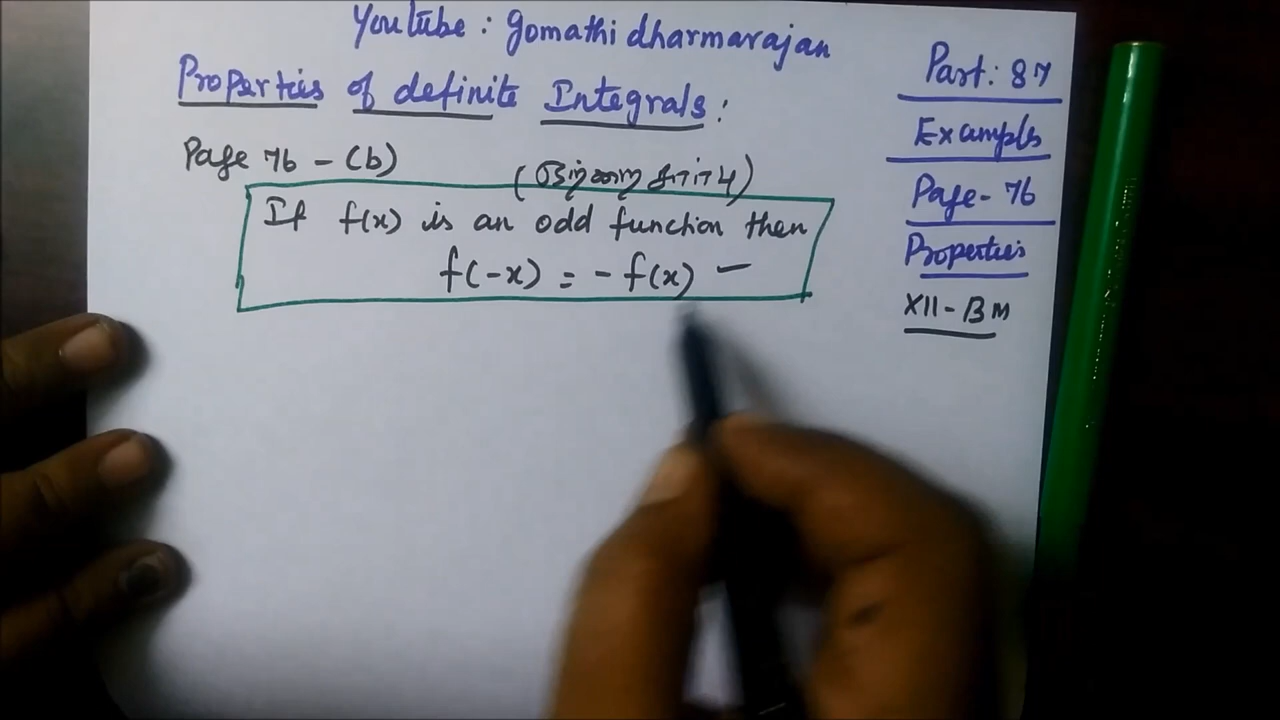 Youtube : gomathi dharmarajan
Properties of definite Integrals :
Page 76 - (b)
If f(x) is an odd function then
f(-x) = - f(x) -
Part: 87
Examples
Page - 76
Properties
XII - BM